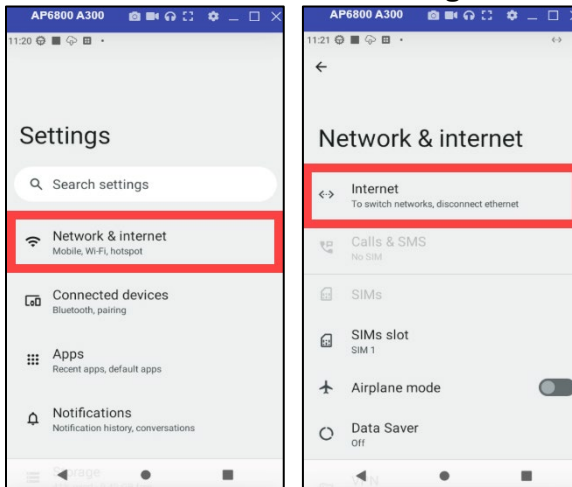 AP6800 A300
11:20
Settings
Search settings
Network & internet
Mobile, Wi-Fi, hotspot
Connected devices
Bluetooth, pairing
Apps
Recent apps, default apps
Notifications
Notification history, conversations
Storage
AP6800 A300
11:21
Network & internet
Internet
To switch networks, disconnect ethernet
Calls & SMS
No SIM
SIMs
SIMs slot
SIM 1
Airplane mode
Data Saver
Off
VPN